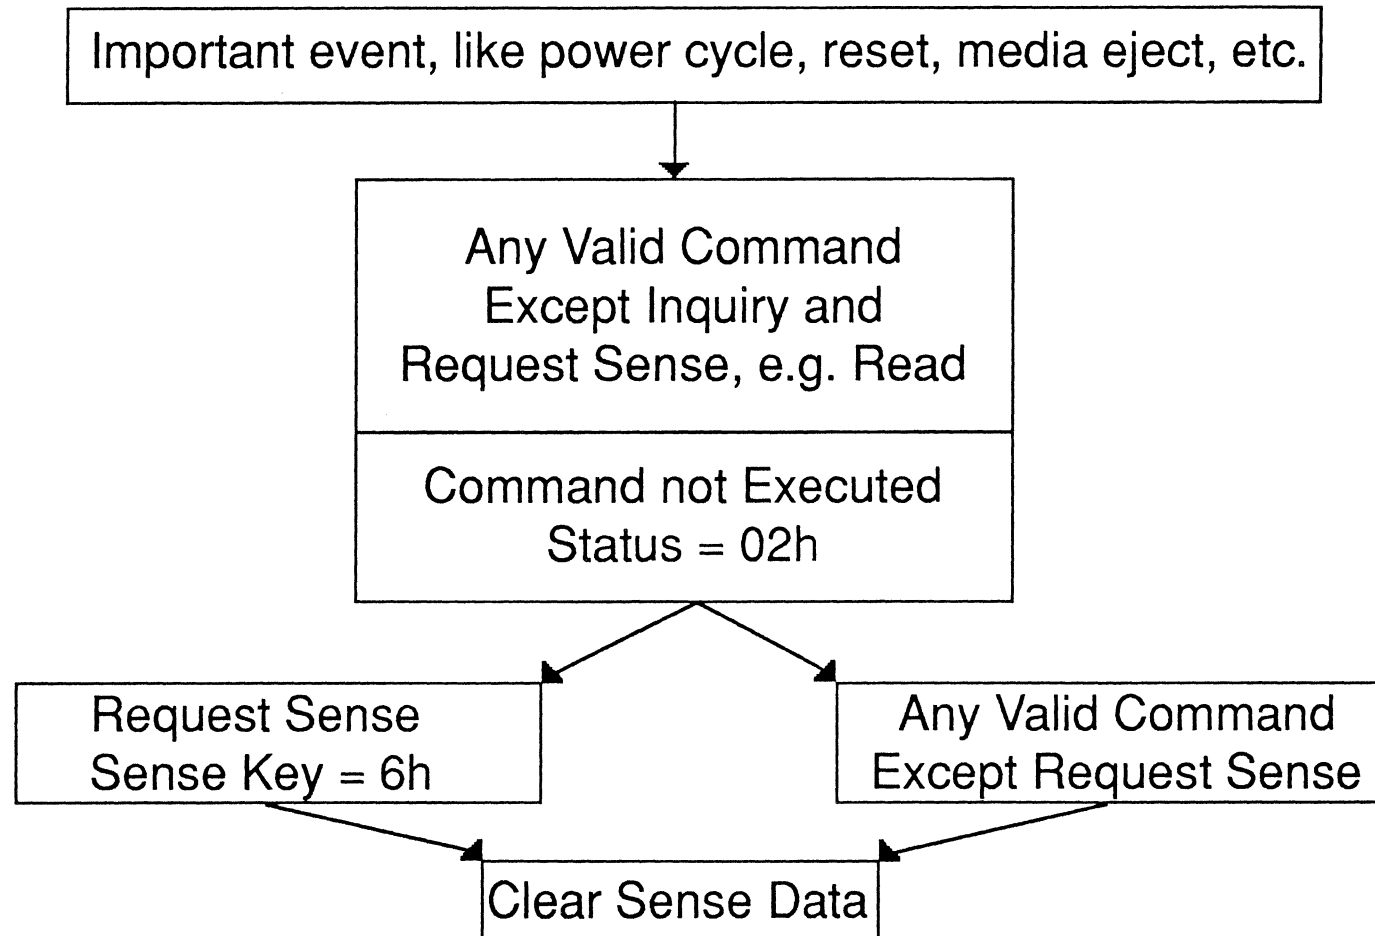 Important event, like power cycle, reset, media eject, etc.
Any Valid Command
Except Inquiry and
Request Sense, e.g. Read
Command not Executed
Status = 02h
Request Sense
Sense Key = 6h
Any Valid Command
Except Request Sense
Clear Sense Data